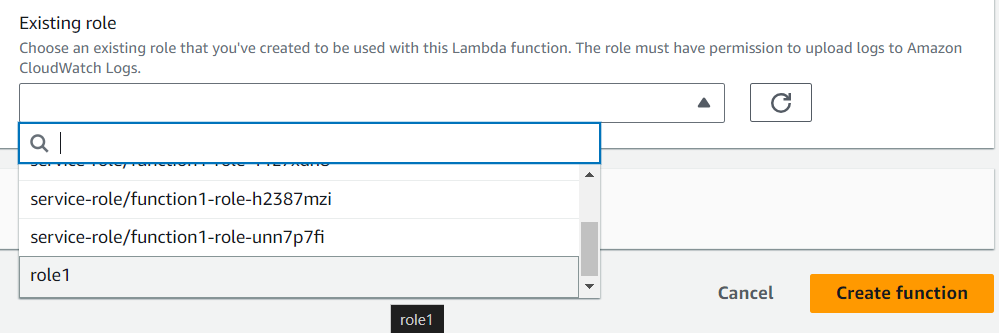 Existing role
Choose an existing role that you've created to be used with this Lambda function. The role must have permission to upload logs to Amazon
CloudWatch Logs.
service-role/function1-role-h2387mzi
service-role/function1-role-unn7p7fi
role1
Cancel
Create function
role1